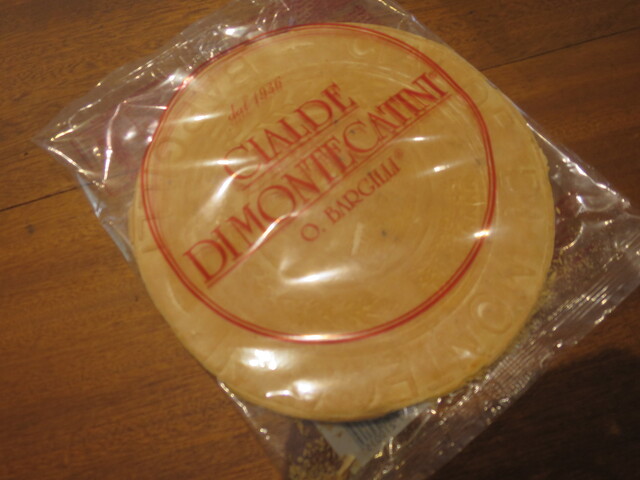 dal 1936
CIALDE
DI MONTECATINI
O. BARGILLI®